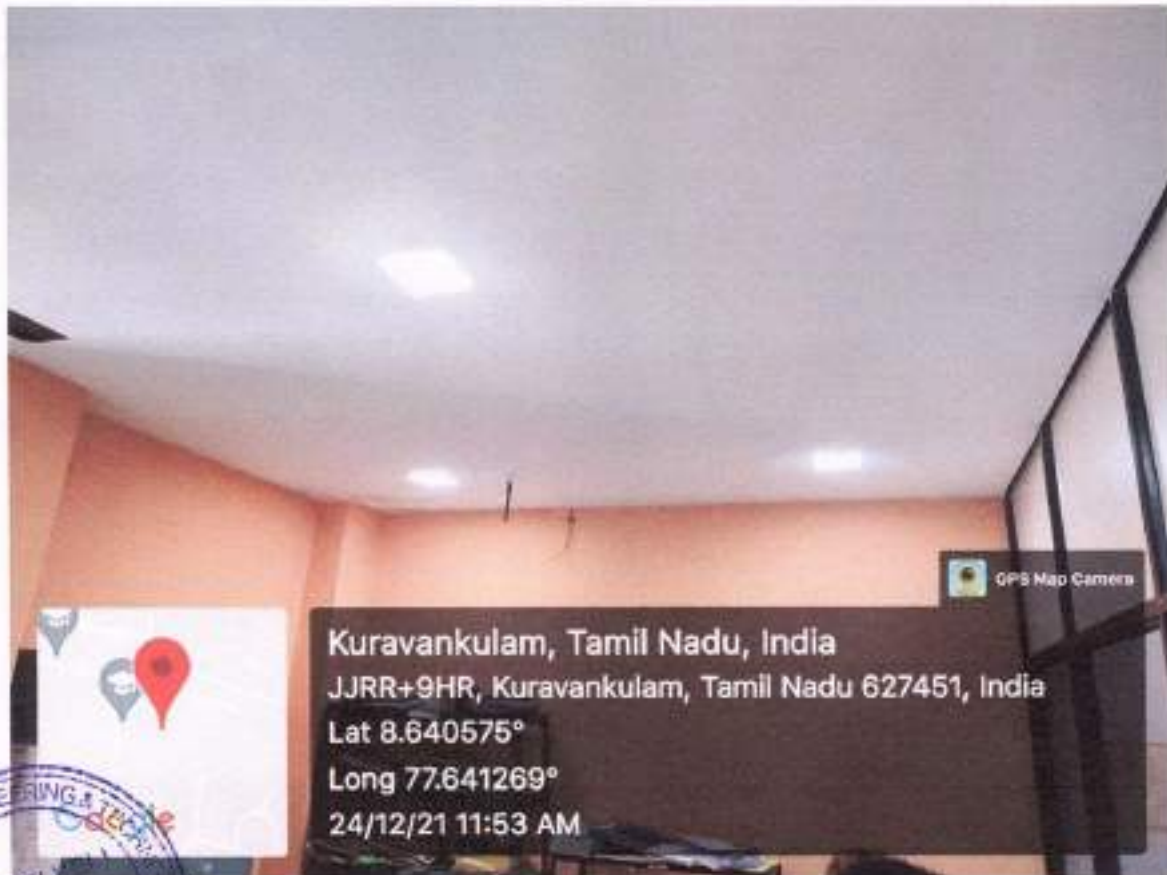 GPS Map Camera
Kuravankulam, Tamil Nadu, India
JJRR+9HR, Kuravankulam, Tamil Nadu 627451, India
Lat 8.640575°
Long 77.641269°
24/12/21 11:53 AM
ERING &